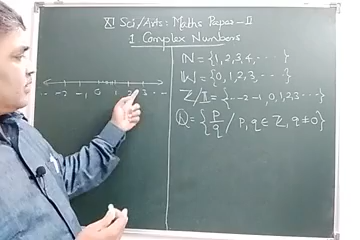 XI Sci/Arts: Maths Paper-II
1 Complex Numbers
N = {1, 2, 3, 4, ....}
W = {0, 1, 2, 3, ...}
Z/I = {...-2 -1, 0, 1, 2, 3 ...}
Q = {p/q / p, q ∈ Z, q ≠ 0}
... -2 -1 0 1 2 3 ...